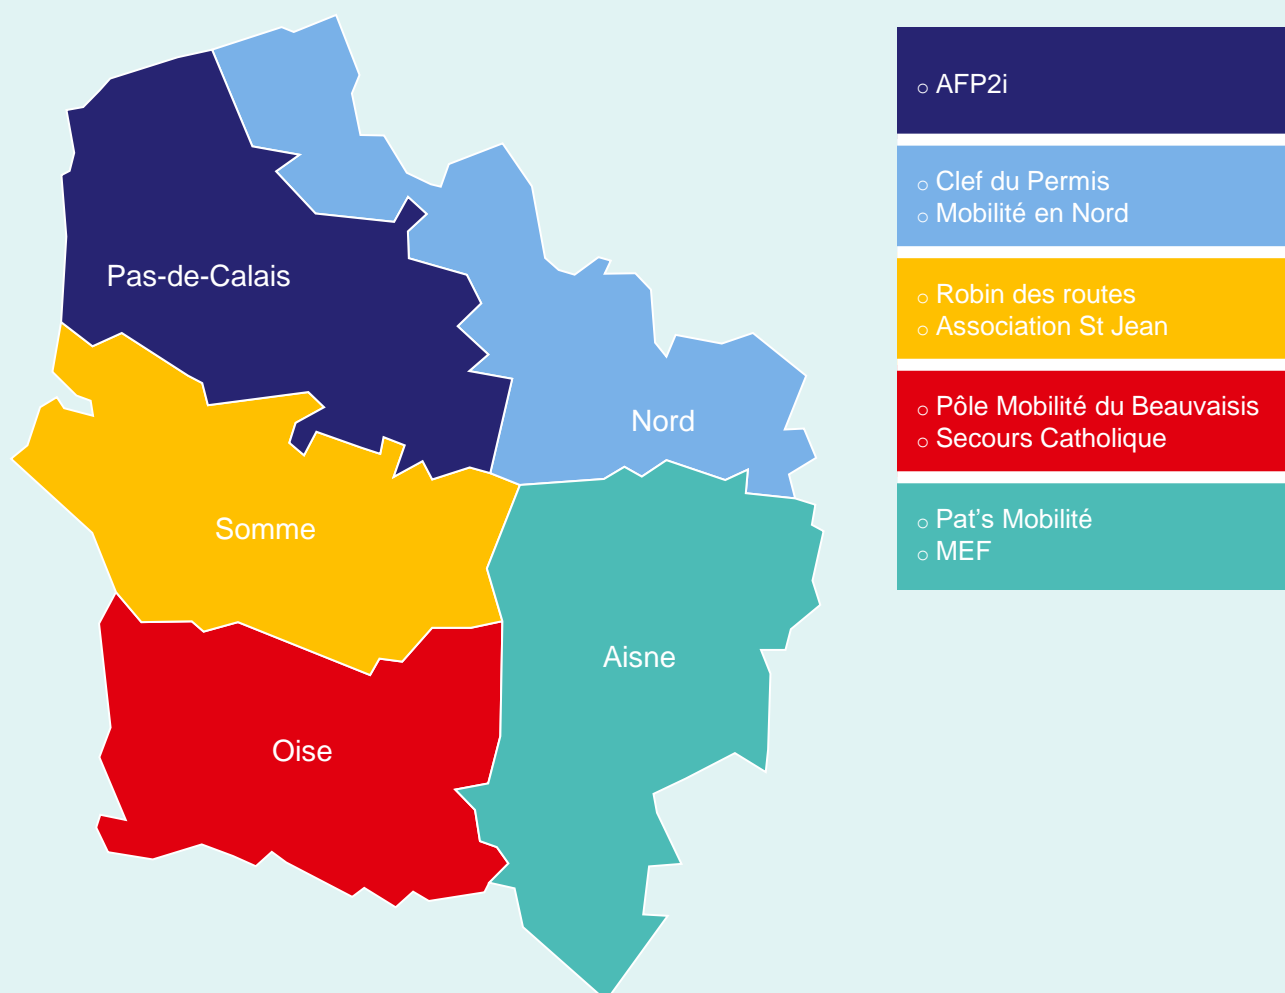 Pas-de-Calais
Nord
Somme
Aisne
Oise
○ AFP2i
○ Clef du Permis
○ Mobilité en Nord
○ Robin des routes
○ Association St Jean
○ Pôle Mobilité du Beauvaisis
○ Secours Catholique
○ Pat's Mobilité
○ MEF